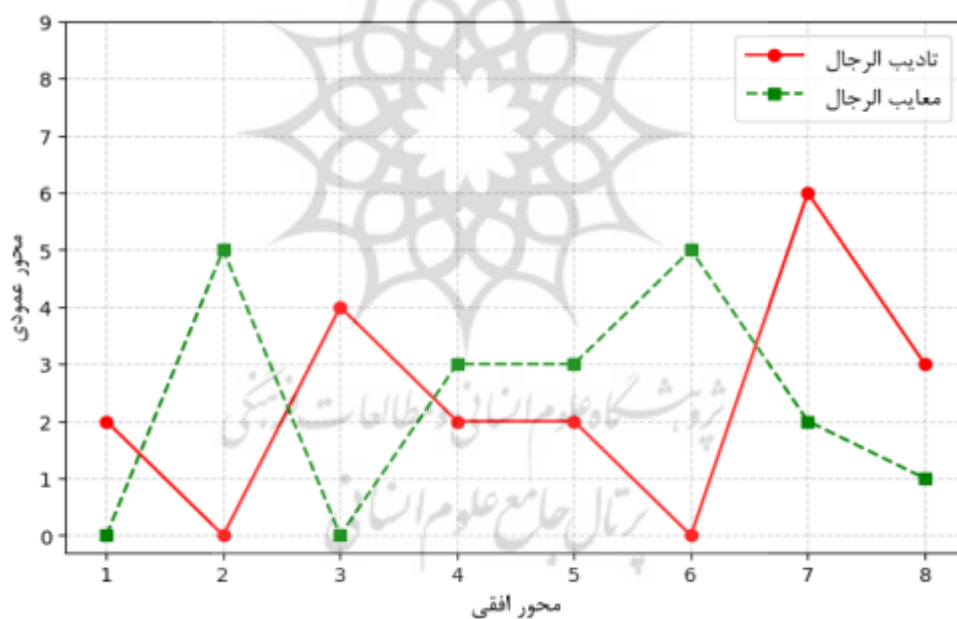 9
8
7
6
5
4
3
2
1
0
محور عمودی
تادیب الرجال
معایب الرجال
پژوهشگاه علوم انسانی و مطالعات فرهنگی
پرتال جامع علوم انسانی
1 2 3 4 5 6 7 8
محور افقی